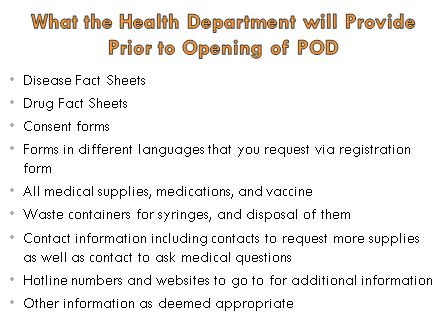 What the Health Department will Provide
Prior to Opening of POD
• Disease Fact Sheets
• Drug Fact Sheets
• Consent forms
• Forms in different languages that you request via registration
form
• All medical supplies, medications, and vaccine
• Waste containers for syringes, and disposal of them
• Contact information including contacts to request more supplies
as well as contact to ask medical questions
• Hotline numbers and websites to go to for additional information
• Other information as deemed appropriate